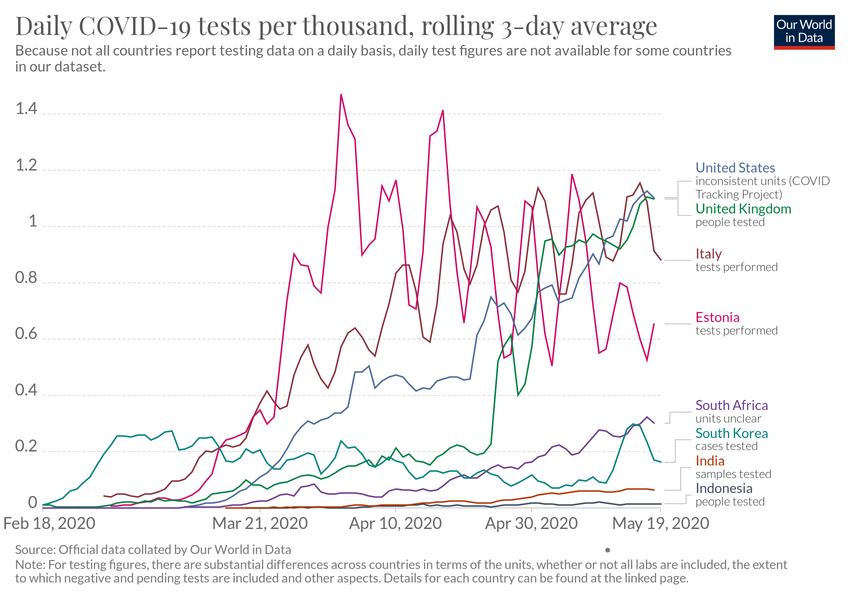 Daily COVID-19 tests per thousand, rolling 3-day average
Our World
in Data
Because not all countries report testing data on a daily basis, daily test figures are not available for some countries
in our dataset.
1.4
1.2
1
0.8
0.6
0.4
0.2
0
United States
inconsistent units (COVID
Tracking Project)
United Kingdom
people tested
Italy
tests performed
Estonia
tests performed
South Africa
units unclear
South Korea
cases tested
India
samples tested
Indonesia
people tested
Feb 18, 2020
Mar 21, 2020
Apr 10, 2020
Apr 30, 2020
May 19, 2020
Source: Official data collated by Our World in Data
Note: For testing figures, there are substantial differences across countries in terms of the units, whether or not all labs are included, the extent
to which negative and pending tests are included and other aspects. Details for each country can be found at the linked page.